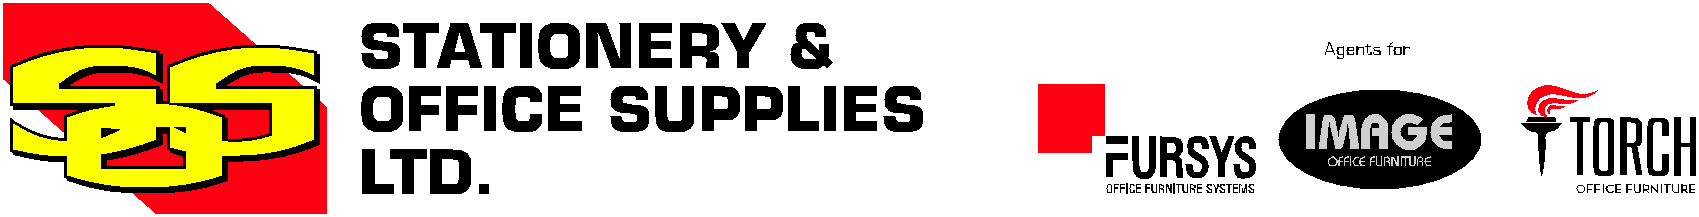 SOS
STATIONERY &
OFFICE SUPPLIES
LTD.
Agents for
FURSYS
OFFICE FURNITURE SYSTEMS
IMAGE
OFFICE FURNITURE
TORCH
OFFICE FURNITURE